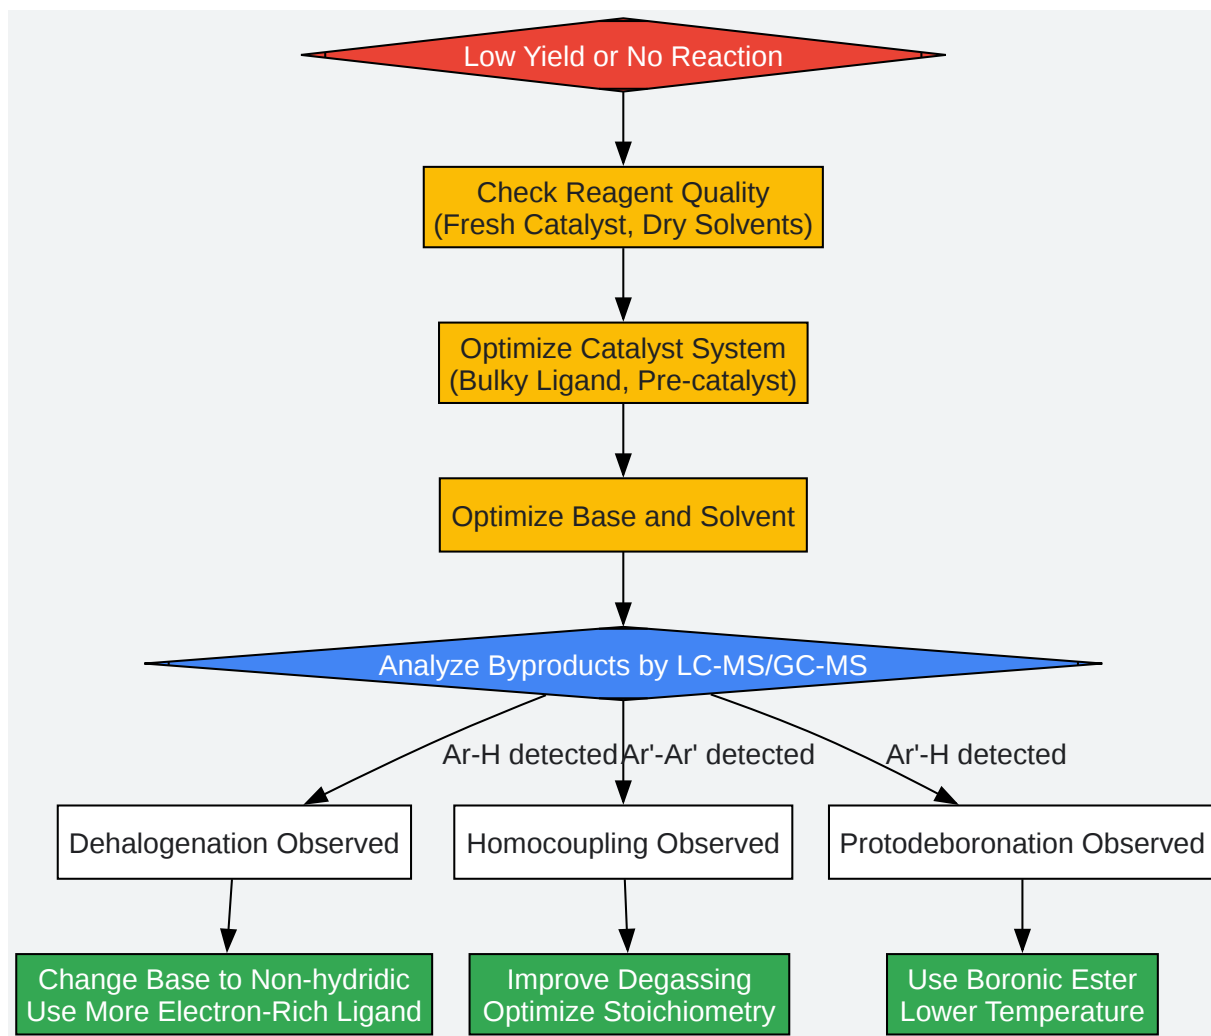 Low Yield or No Reaction
Check Reagent Quality
(Fresh Catalyst, Dry Solvents)
Optimize Catalyst System
(Bulky Ligand, Pre-catalyst)
Optimize Base and Solvent
Analyze Byproducts by LC-MS/GC-MS
Ar-H detected
Ar'-Ar' detected
Ar'-H detected
Dehalogenation Observed
Homocoupling Observed
Protodeboronation Observed
Change Base to Non-hydridic
Use More Electron-Rich Ligand
Improve Degassing
Optimize Stoichiometry
Use Boronic Ester
Lower Temperature